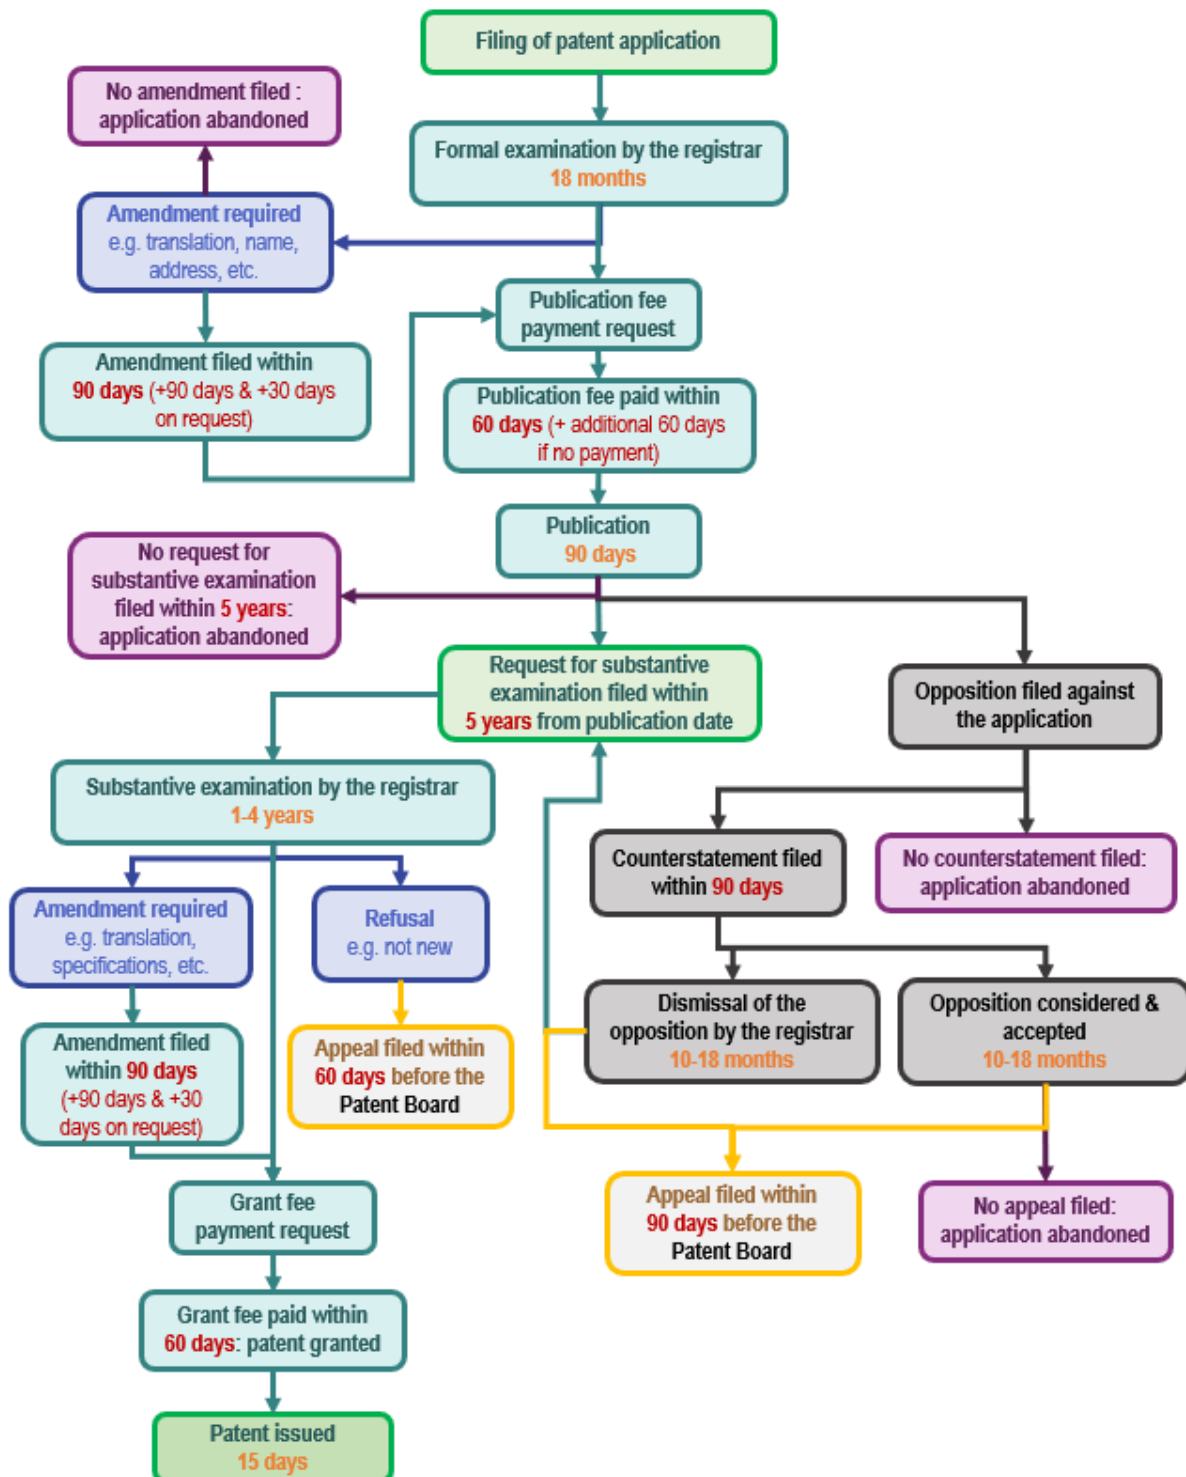 Filing of patent application
No amendment filed :
application abandoned
Formal examination by the registrar
18 months
Amendment required
e.g. translation, name,
address, etc.
Publication fee
payment request
Amendment filed within
90 days (+90 days & +30 days
on request)
Publication fee paid within
60 days (+ additional 60 days
if no payment)
Publication
90 days
No request for
substantive examination
filed within 5 years:
application abandoned
Request for substantive
examination filed within
5 years from publication date
Opposition filed against
the application
Substantive examination by the registrar
1-4 years
Counterstatement filed
within 90 days
No counterstatement filed:
application abandoned
Amendment required
e.g. translation,
specifications, etc.
Refusal
e.g. not new
Dismissal of the
opposition by the registrar
10-18 months
Opposition considered &
accepted
10-18 months
Amendment filed
within 90 days
(+90 days & +30
days on request)
Appeal filed within
60 days before the
Patent Board
Grant fee
payment request
Appeal filed within
90 days before the
Patent Board
No appeal filed:
application abandoned
Grant fee paid within
60 days: patent granted
Patent issued
15 days